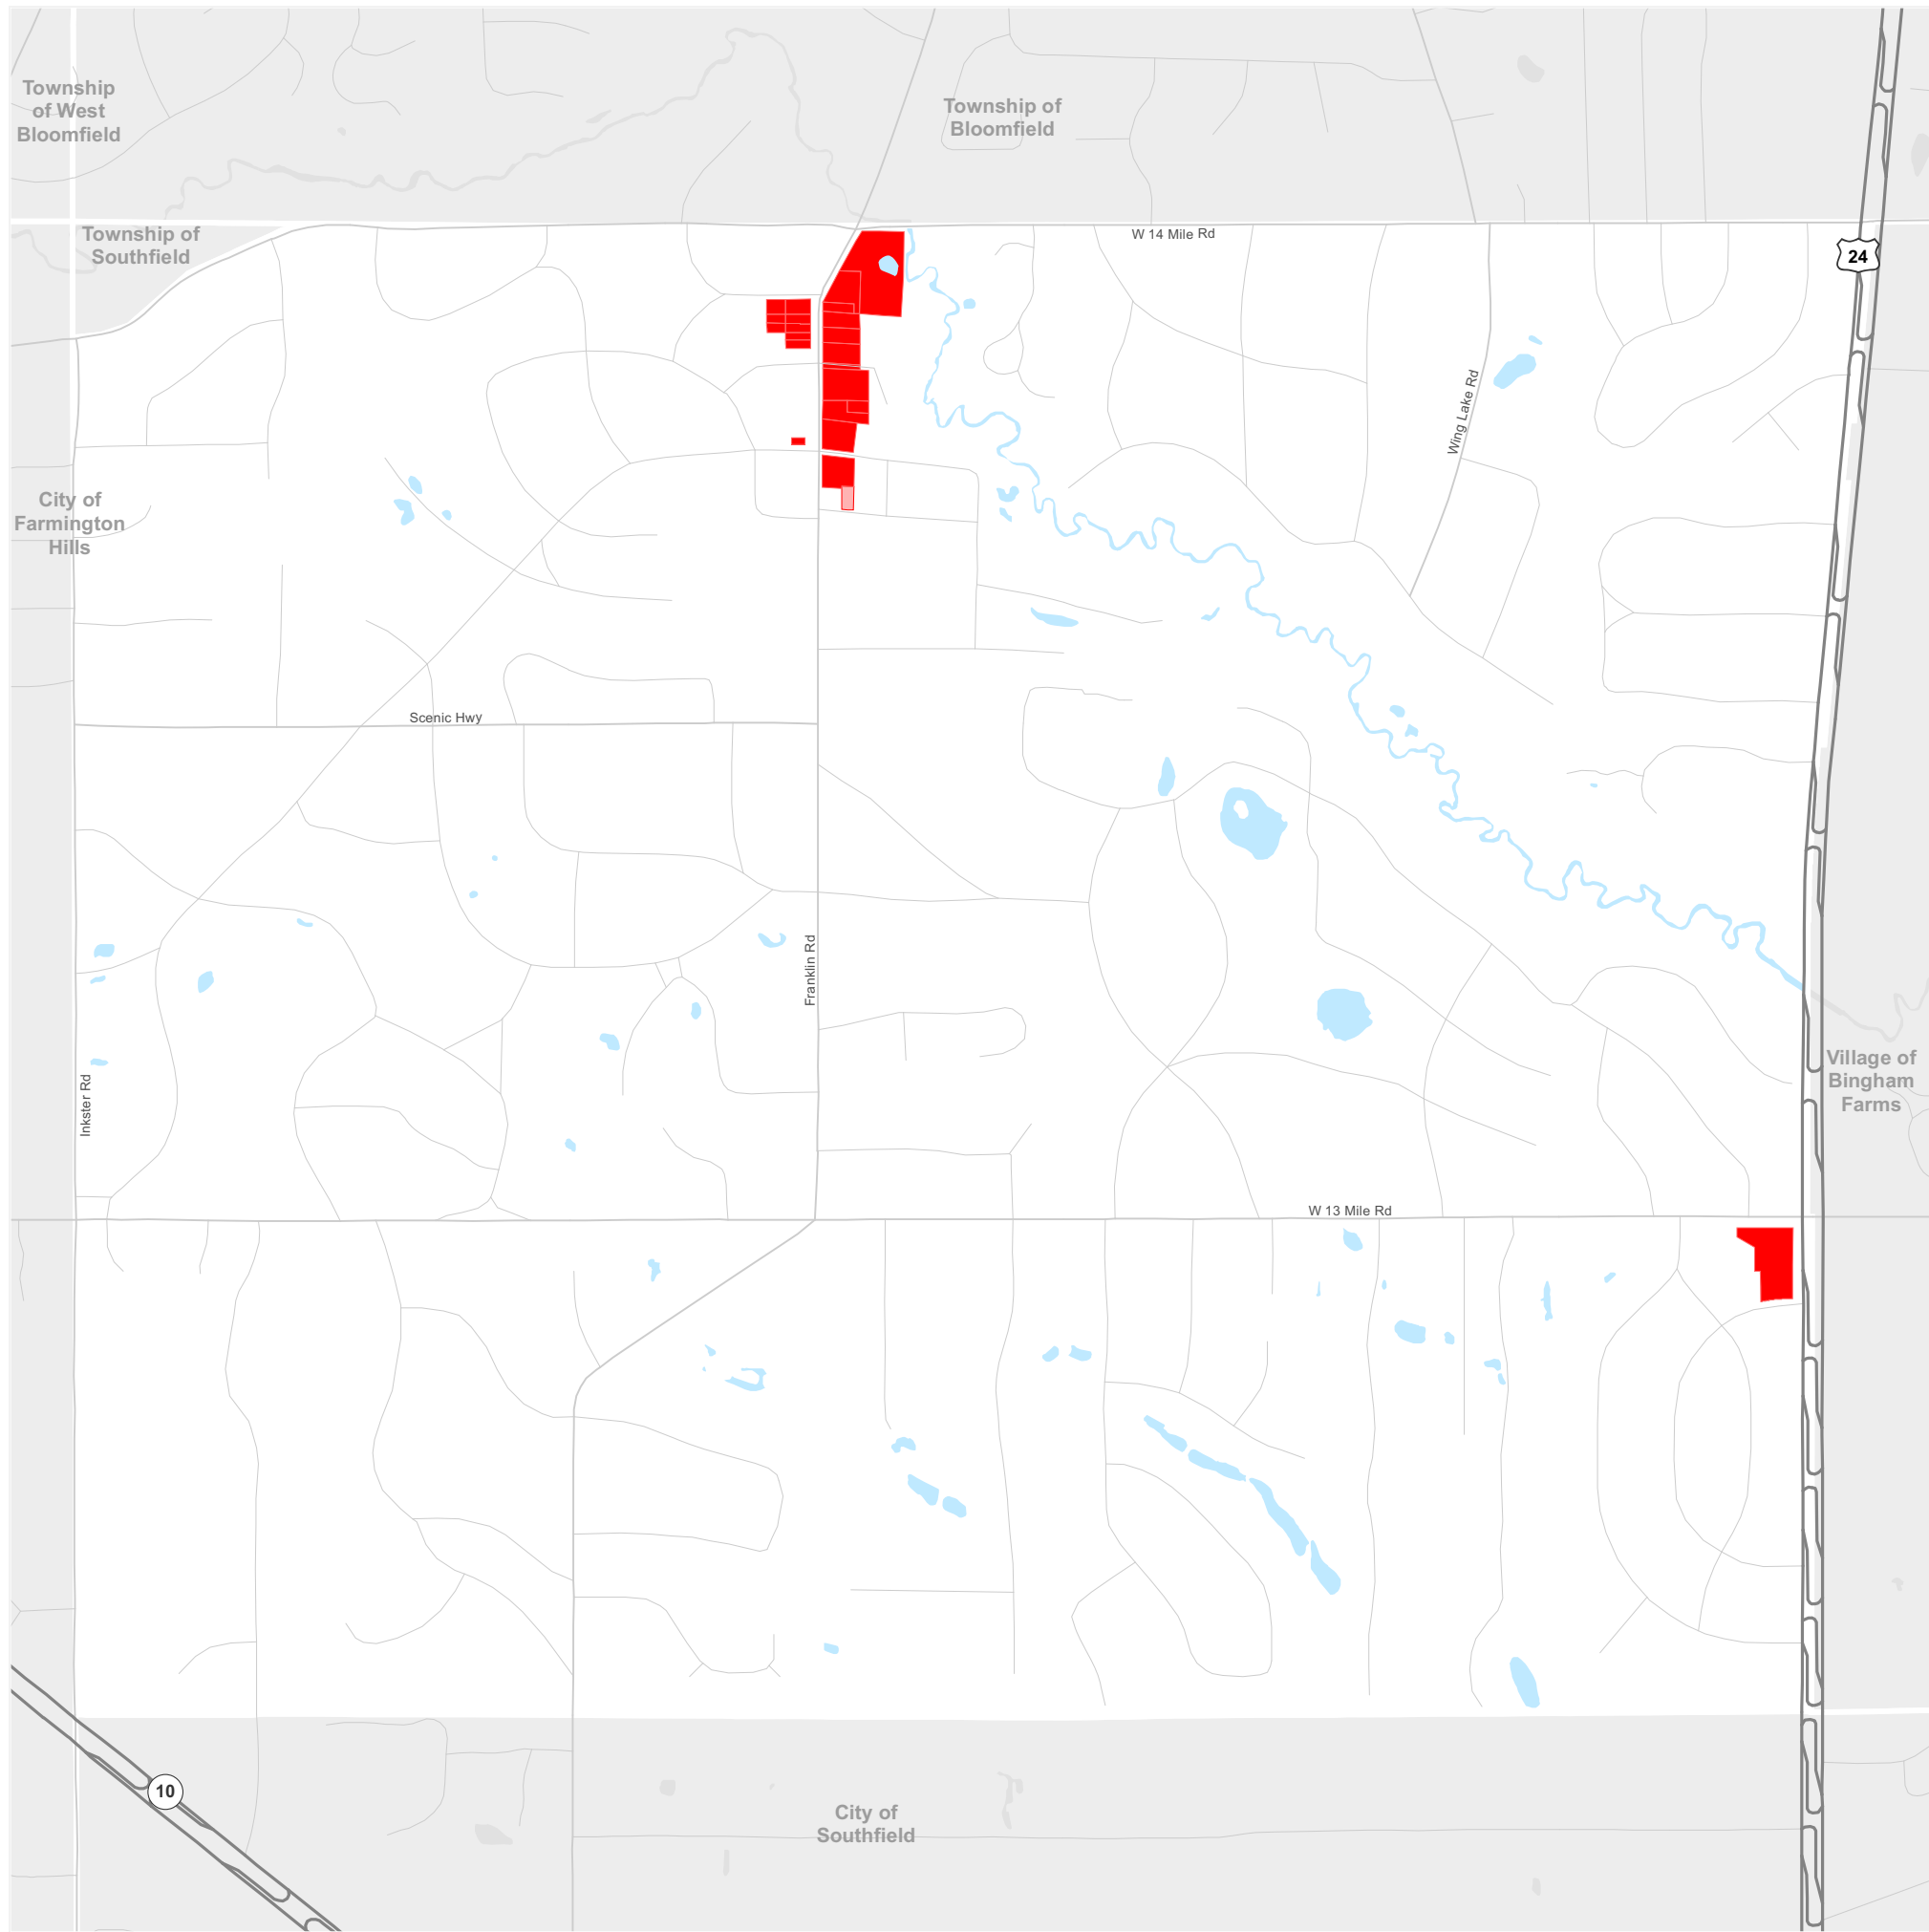 Township
of West
Bloomfield
Township of
Bloomfield
Township of
Southfield
W 14 Mile Rd
24
Wing Lake Rd
City of
Farmington
Hills
Scenic Hwy
Franklin Rd
Inkster Rd
Village of
Bingham
Farms
W 13 Mile Rd
10
City of
Southfield